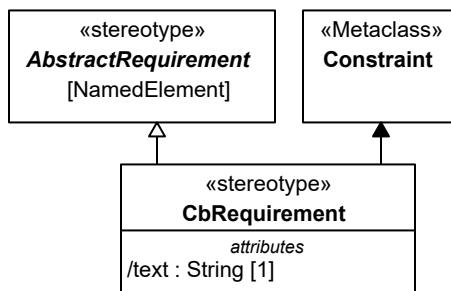 «stereotype»
AbstractRequirement
[NamedElement]
«Metaclass»
Constraint
«stereotype»
CbRequirement
attributes
/text : String [1]